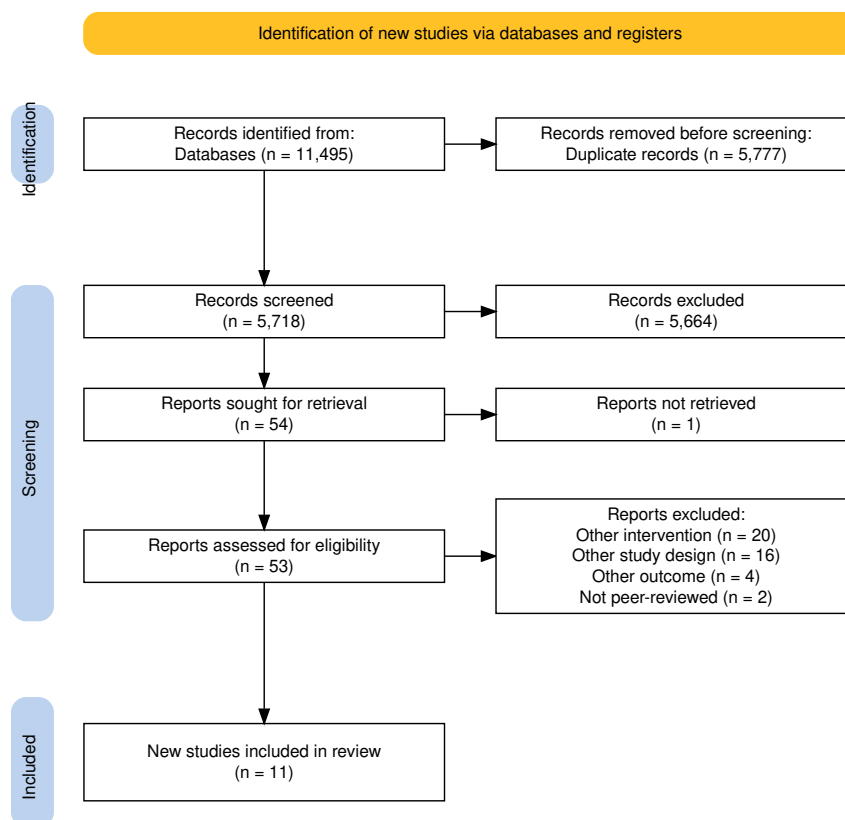 Identification of new studies via databases and registers
Identification
Records identified from:
Databases (n = 11,495)
Records removed before screening:
Duplicate records (n = 5,777)
Screening
Records screened
(n = 5,718)
Records excluded
(n = 5,664)
Reports sought for retrieval
(n = 54)
Reports not retrieved
(n = 1)
Reports assessed for eligibility
(n = 53)
Reports excluded:
Other intervention (n = 20)
Other study design (n = 16)
Other outcome (n = 4)
Not peer-reviewed (n = 2)
Included
New studies included in review
(n = 11)